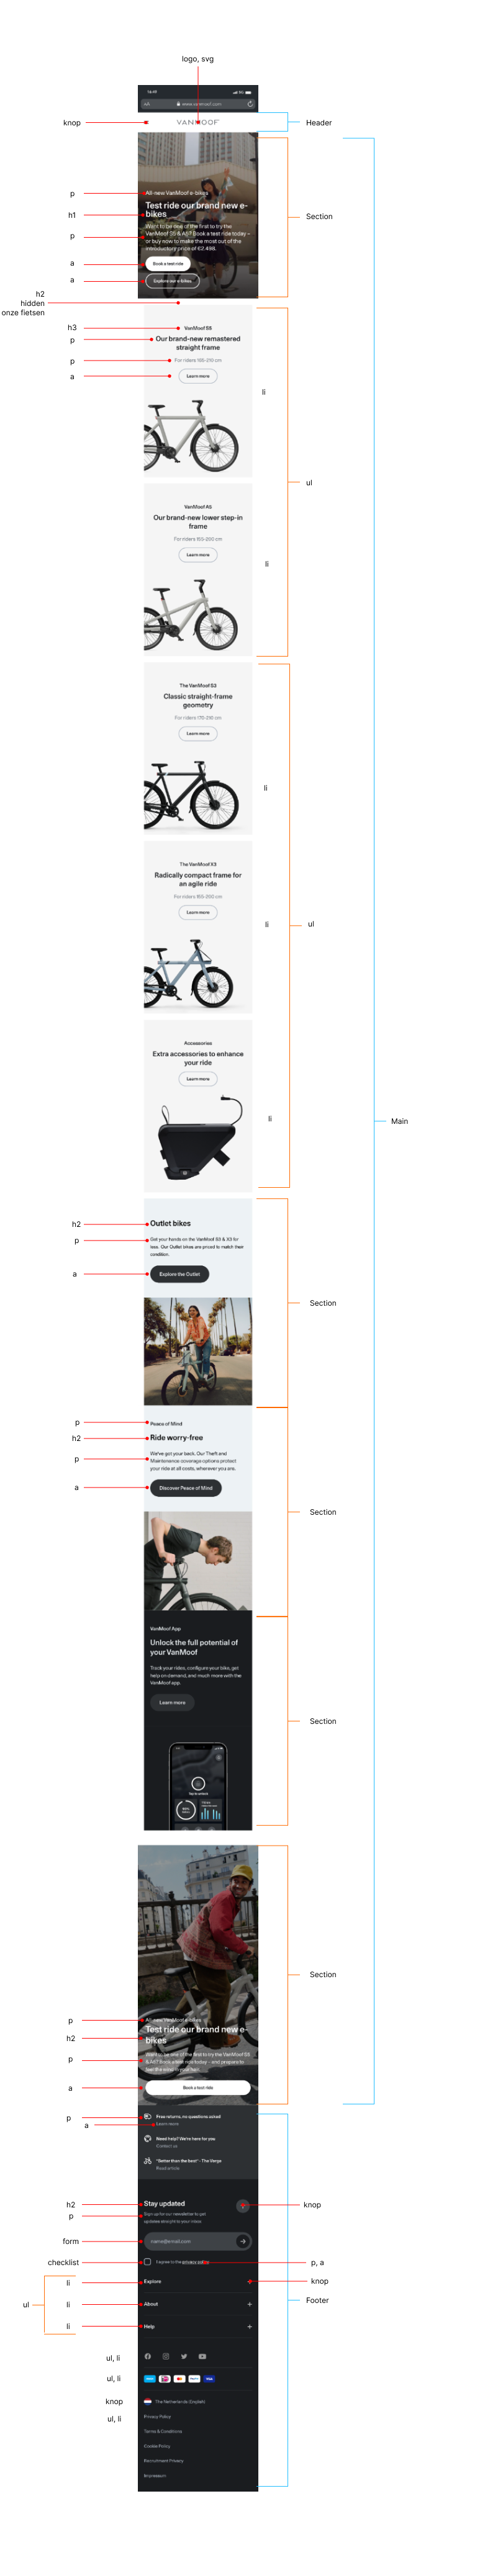 logo, svg
14:49
5G
AA
www.vanmoof.com
knop
VANMOOF
Header
p
All-new VanMoof e-bikes
h1
Test ride our brand new e-
bikes
Section
p
Want to be one of the first to try the
VanMoof S5 & A5? Book a test ride today –
or buy now to make the most out of the
introductory price of €2.498.
a
Book a test ride
a
Explore our e-bikes
h2
hidden
onze fietsen
h3
VanMoof S5
p
Our brand-new remastered
straight frame
p
For riders 165-210 cm
a
Learn more
li
ul
VanMoof A5
Our brand-new lower step-in
frame
For riders 155-200 cm
Learn more
li
The VanMoof S3
Classic straight-frame
geometry
For riders 170-210 cm
Learn more
li
The VanMoof X3
Radically compact frame for
an agile ride
For riders 155-200 cm
Learn more
li
ul
Accessories
Extra accessories to enhance
your ride
Learn more
li
Main
h2
Outlet bikes
p
Get your hands on the VanMoof S3 & X3 for
less. Our Outlet bikes are priced to match their
condition.
a
Explore the Outlet
Section
p
Peace of Mind
h2
Ride worry-free
p
We've got your back. Our Theft and
Maintenance coverage options protect
your ride at all costs, wherever you are.
a
Discover Peace of Mind
Section
VanMoof App
Unlock the full potential of
your VanMoof
Track your rides, configure your bike, get
help on demand, and much more with the
VanMoof app.
Learn more
Section
Tap to unlock
Section
p
All-new VanMoof e-bikes
h2
Test ride our brand new e-
bikes
p
Want to be one of the first to try the VanMoof S5
& A5? Book a test ride today – and prepare to
feel the wind in your hair.
a
Book a test ride
p
Free returns, no questions asked
a
Learn more
Need help? We're here for you
Contact us
"Better than the best" - The Verge
Read article
h2
Stay updated
knop
p
Sign up for our newsletter to get
updates straight to your inbox
form
name@email.com
checklist
I agree to the privacy policy
p, a
li
Explore
knop
Footer
ul
li
About
li
Help
ul, li
ul, li
knop
The Netherlands (English)
ul, li
Privacy Policy
Terms & Conditions
Cookie Policy
Recruitment Privacy
Impressum